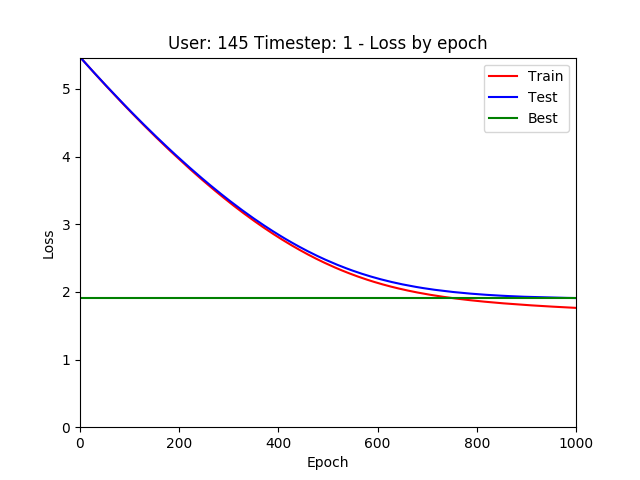 User: 145 Timestep: 1 - Loss by epoch
Train
Test
Best
5
4
3
2
1
0
Loss
0 200 400 600 800 1000
Epoch